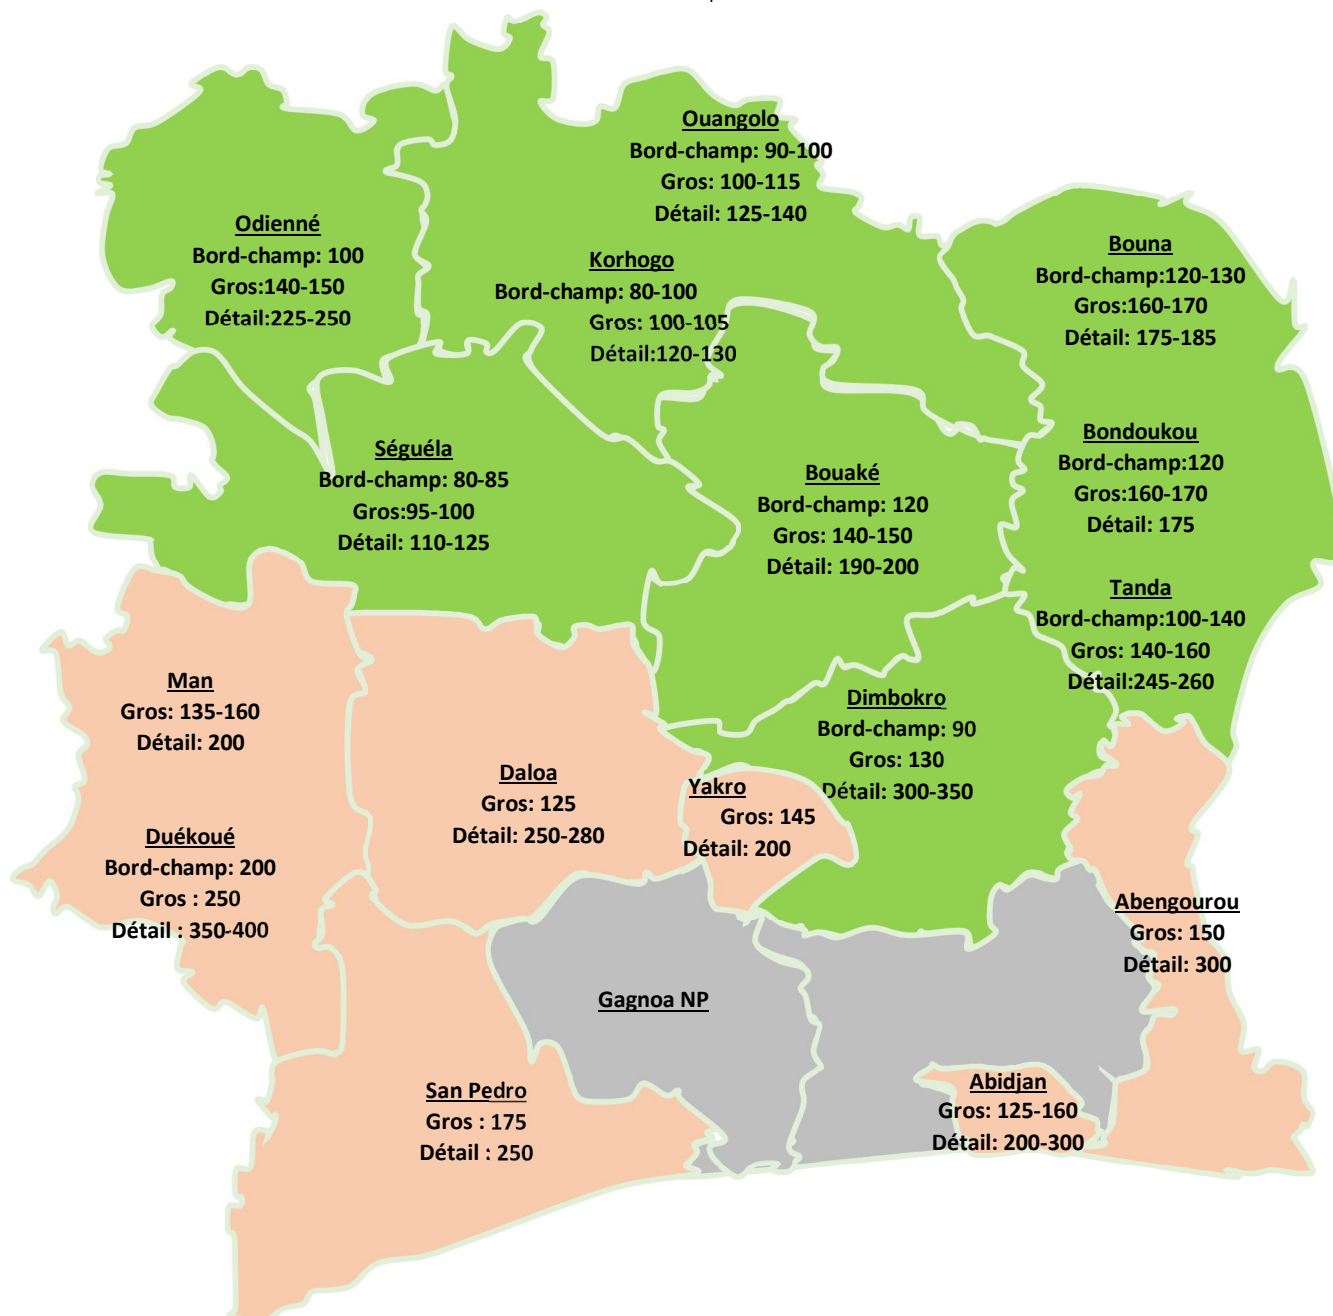 Ouangolo
Bord-champ: 90-100
Gros: 100-115
Détail: 125-140
Odienné
Bord-champ: 100
Gros:140-150
Détail:225-250
Korhogo
Bord-champ: 80-100
Gros: 100-105
Détail:120-130
Bouna
Bord-champ:120-130
Gros:160-170
Détail: 175-185
Séguéla
Bord-champ: 80-85
Gros:95-100
Détail: 110-125
Bouaké
Bord-champ: 120
Gros: 140-150
Détail: 190-200
Bondoukou
Bord-champ:120
Gros:160-170
Détail: 175
Tanda
Bord-champ:100-140
Gros: 140-160
Détail:245-260
Man
Gros: 135-160
Détail: 200
Dimbokro
Bord-champ: 90
Gros: 130
Détail: 300-350
Daloa
Gros: 125
Détail: 250-280
Yakro
Gros: 145
Détail: 200
Duékoué
Bord-champ: 200
Gros : 250
Détail : 350-400
Abengourou
Gros: 150
Détail: 300
Gagnoa NP
San Pedro
Gros : 175
Détail : 250
Abidjan
Gros: 125-160
Détail: 200-300